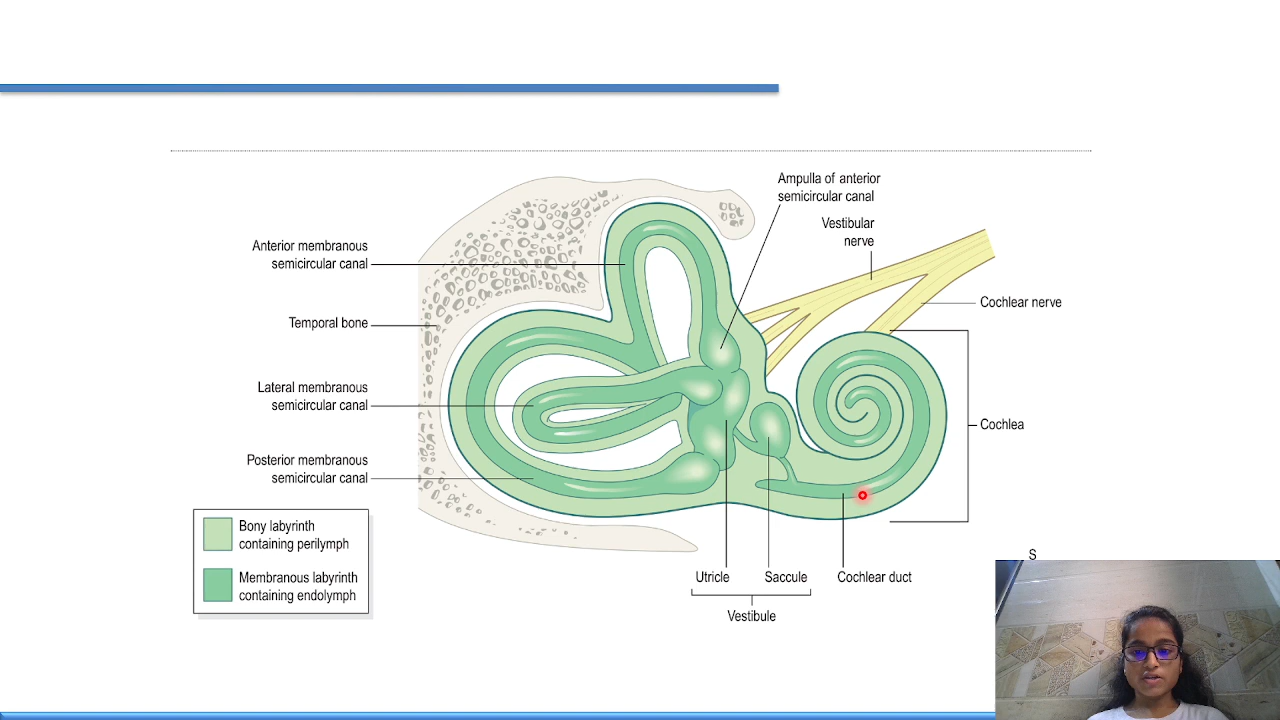 Ampulla of anterior
semicircular canal
Vestibular
nerve
Anterior membranous
semicircular canal
Cochlear nerve
Temporal bone
Lateral membranous
semicircular canal
Cochlea
Posterior membranous
semicircular canal
Bony labyrinth
containing perilymph
Membranous labyrinth
containing endolymph
Utricle
Saccule
Cochlear duct
Vestibule
S